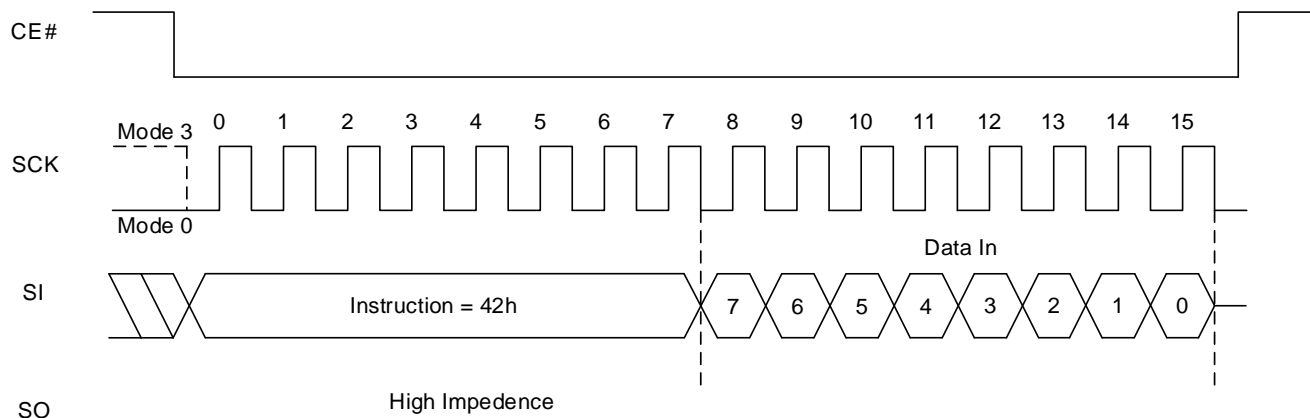 CE#
Mode 3 0 1 2 3 4 5 6 7 8 9 10 11 12 13 14 15
SCK
Mode 0
Data In
SI Instruction = 42h 7 6 5 4 3 2 1 0
High Impedence
SO